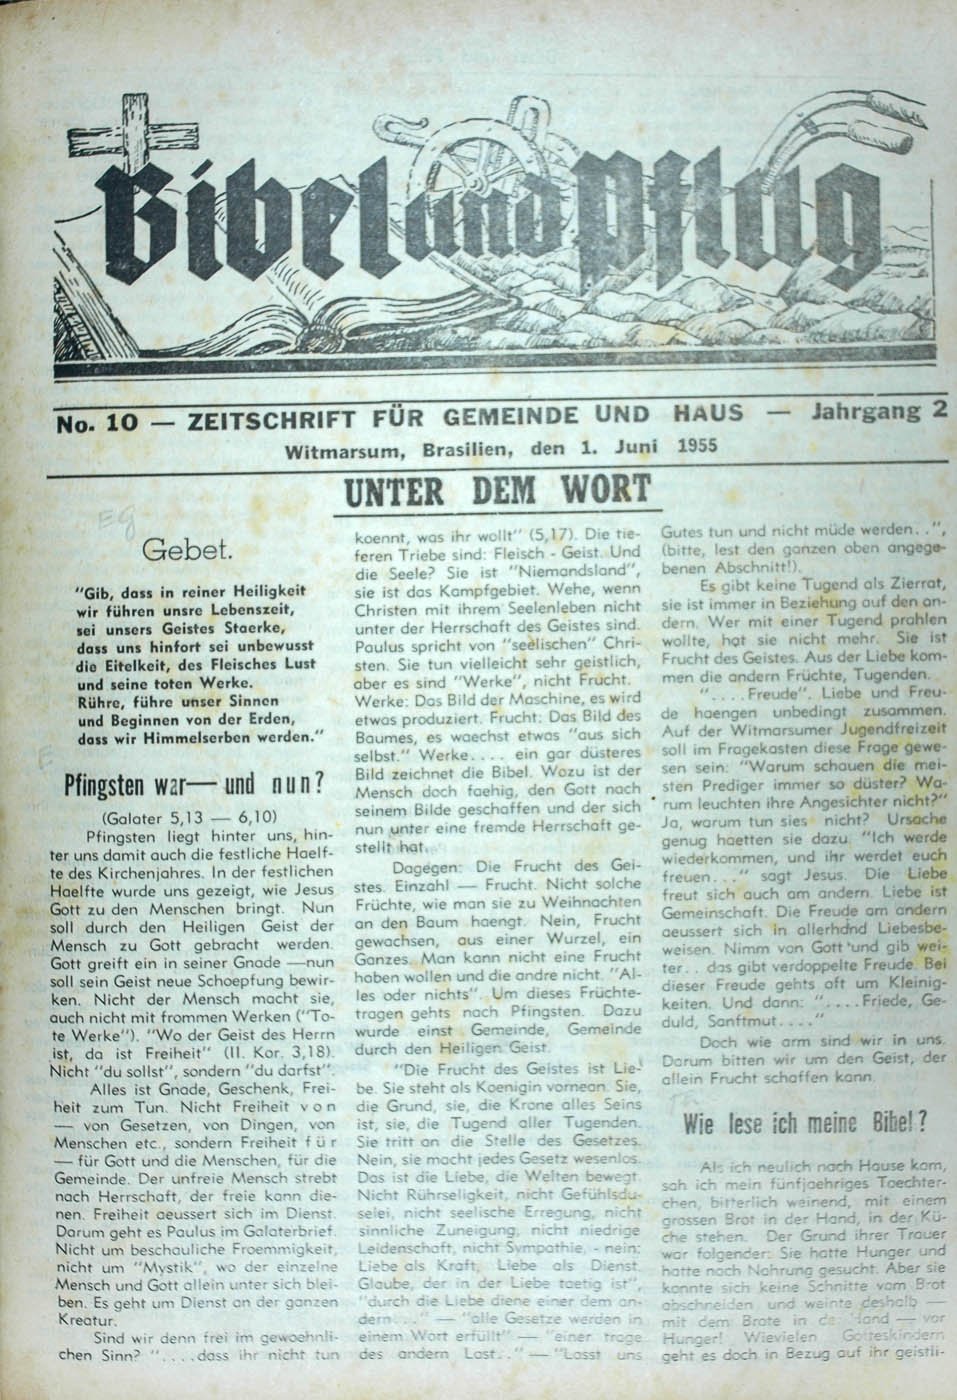 Bibel und Pflug
No. 10 — ZEITSCHRIFT FÜR GEMEINDE UND HAUS — Jahrgang 2
Witmarsum, Brasilien, den 1. Juni 1955
UNTER DEM WORT
Eg
Gebet.
"Gib, dass in reiner Heiligkeit
wir führen unsre Lebenszeit,
sei unsers Geistes Staerke,
dass uns hinfort sei unbewusst
die Eitelkeit, des Fleisches Lust
und seine toten Werke.
Rühre, führe unser Sinnen
und Beginnen von der Erden,
dass wir Himmelserben werden."
E
Pfingsten war— und nun?
(Galater 5,13 — 6,10)
Pfingsten liegt hinter uns, hin-
ter uns damit auch die festliche Haelf-
te des Kirchenjahres. In der festlichen
Haelfte wurde uns gezeigt, wie Jesus
Gott zu den Menschen bringt. Nun
soll durch den Heiligen Geist der
Mensch zu Gott gebracht werden.
Gott greift ein in seiner Gnade —nun
soll sein Geist neue Schoepfung bewir-
ken. Nicht der Mensch macht sie,
auch nicht mit frommen Werken ("To-
te Werke"). "Wo der Geist des Herrn
ist, da ist Freiheit" (II. Kor. 3,18).
Nicht "du sollst", sondern "du darfst".
Alles ist Gnade, Geschenk, Frei-
heit zum Tun. Nicht Freiheit von
— von Gesetzen, von Dingen, von
Menschen etc., sondern Freiheit für
— für Gott und die Menschen, für die
Gemeinde. Der unfreie Mensch strebt
nach Herrschaft, der freie kann die-
nen. Freiheit aeussert sich im Dienst.
Darum geht es Paulus im Galaterbrief.
Nicht um beschauliche Froemmigkeit,
nicht um "Mystik", wo der einzelne
Mensch und Gott allein unter sich blei-
ben. Es geht um Dienst an der ganzen
Kreatur.
Sind wir denn frei im gewoehnli-
chen Sinn? "....dass ihr nicht tun
koennt, was ihr wollt" (5,17). Die tie-
feren Triebe sind: Fleisch - Geist. Und
die Seele? Sie ist "Niemandsland",
sie ist das Kampfgebiet. Wehe, wenn
Christen mit ihrem Seelenleben nicht
unter der Herrschaft des Geistes sind.
Paulus spricht von "seelischen" Chri-
sten. Sie tun vielleicht sehr geistlich,
aber es sind "Werke", nicht Frucht.
Werke: Das Bild der Maschine, es wird
etwas produziert. Frucht: Das Bild des
Baumes, es waechst etwas "aus sich
selbst." Werke.... ein gar düsteres
Bild zeichnet die Bibel. Wozu ist der
Mensch doch faehig, den Gott nach
seinem Bilde geschaffen und der sich
nun unter eine fremde Herrschaft ge-
stellt hat.
Dagegen: Die Frucht des Gei-
stes. Einzahl — Frucht. Nicht solche
Früchte, wie man sie zu Weihnachten
an den Baum haengt. Nein, Frucht
gewachsen, aus einer Wurzel, ein
Ganzes. Man kann nicht eine Frucht
haben wollen und die andre nicht. "Al-
les oder nichts". Um dieses Früchte-
tragen gehts nach Pfingsten. Dazu
wurde einst Gemeinde, Gemeinde
durch den Heiligen Geist.
"Die Frucht des Geistes ist Lie-
be. Sie steht als Koenigin vornean. Sie,
die Grund, sie, die Krone alles Seins
ist, sie, die Tugend aller Tugenden.
Sie tritt an die Stelle des Gesetzes.
Nein, sie macht jedes Gesetz wesenlos.
Das ist die Liebe, die Welten bewegt.
Nicht Rührseligkeit, nicht Gefühlsdu-
selei, nicht seelische Erregung, nicht
sinnliche Zuneigung, nicht niedrige
Leidenschaft, nicht Sympathie, - nein:
Liebe als Kraft, Liebe als Dienst.
Glaube, der in der Liebe taetig ist",
"durch die Liebe diene einer dem an-
dern...." — "alle Gesetze werden in
einem Wort erfüllt" — "einer trage
des andern Last.." — "Lasst uns
Gutes tun und nicht müde werden..",
(bitte, lest den ganzen oben angege-
benen Abschnitt!).
Es gibt keine Tugend als Zierrat,
sie ist immer in Beziehung auf den an-
dern. Wer mit einer Tugend prahlen
wollte, hat sie nicht mehr. Sie ist
Frucht des Geistes. Aus der Liebe kom-
men die andern Früchte, Tugenden.
"....Freude". Liebe und Freu-
de haengen unbedingt zusammen.
Auf der Witmarsumer Jugendfreizeit
soll im Fragekasten diese Frage gewe-
sen sein: "Warum schauen die mei-
sten Prediger immer so düster? Wa-
rum leuchten ihre Angesichter nicht?"
Ja, warum tun sies nicht? Ursache
genug haetten sie dazu. "Ich werde
wiederkommen, und ihr werdet euch
freuen..." sagt Jesus. Die Liebe
freut sich auch am andern. Liebe ist
Gemeinschaft. Die Freude am andern
aeussert sich in allerhand Liebesbe-
weisen. Nimm von Gott und gib wei-
ter.. das gibt verdoppelte Freude. Bei
dieser Freude gehts oft um Kleinig-
keiten. Und dann: "....Friede, Ge-
duld, Sanftmut...."
Doch wie arm sind wir in uns.
Darum bitten wir um den Geist, der
allein Frucht schaffen kann.
Wie lese ich meine Bibel?
Als ich neulich nach Hause kam,
sah ich mein fünfjaehriges Toechter-
chen, bitterlich weinend, mit einem
grossen Brot in der Hand, in der Kü-
che stehen. Der Grund ihrer Trauer
war folgender: Sie hatte Hunger und
hatte nach Nahrung gesucht. Aber sie
konnte sich keine Schnitte vom Brot
abschneiden und weinte deshalb —
mit dem Brote in der Hand — vor
Hunger! Wievielen Gotteskindern
geht es doch in Bezug auf ihr geistli-